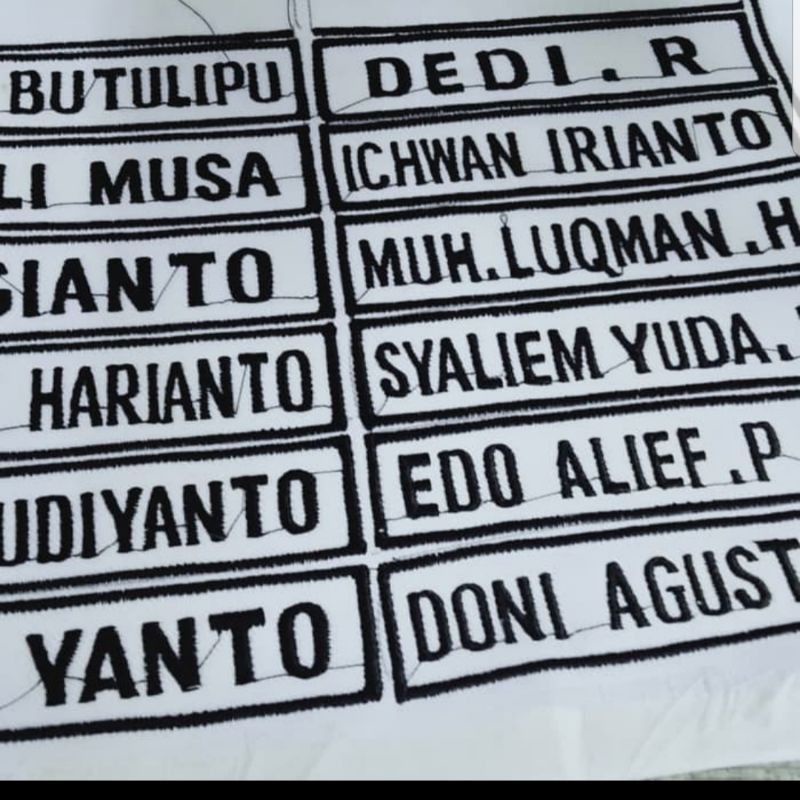 BUTULIPU
DEDI . R
LI MUSA
ICHWAN IRIANTO
GIANTO
MUH.LUQMAN .H
HARIANTO
SYALIEM YUDA.
UDIYANTO
EDO ALIEF .P
YANTO
DONI AGUST